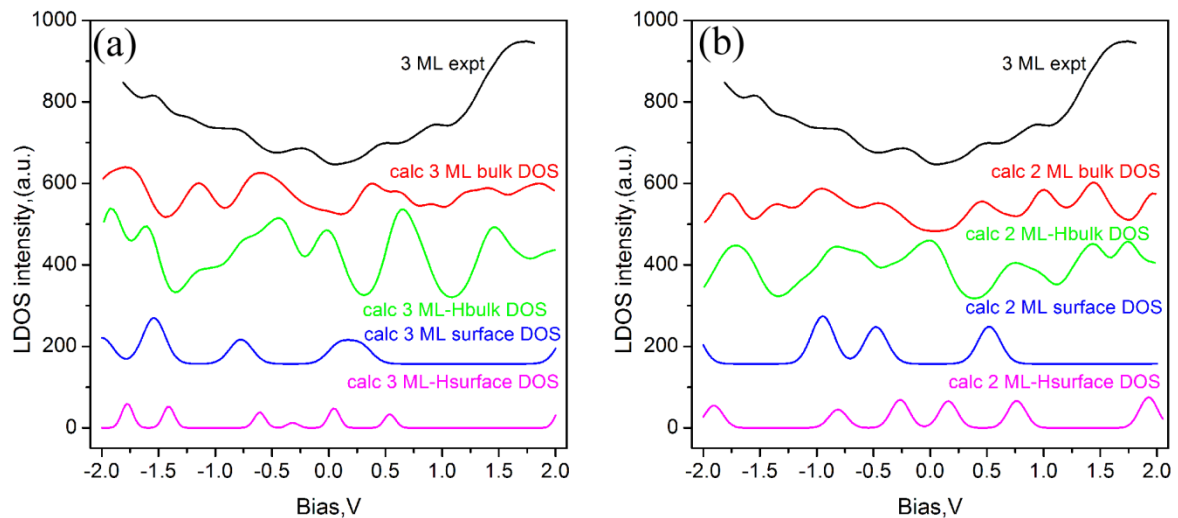 (a)
1000
800
600
400
200
0
LDOS intensity,(a.u.)
3 ML expt
calc 3 ML bulk DOS
calc 3 ML-Hbulk DOS
calc 3 ML surface DOS
calc 3 ML-Hsurface DOS
-2.0 -1.5 -1.0 -0.5 0.0 0.5 1.0 1.5 2.0
Bias,V
(b)
1000
800
600
400
200
0
LDOS intensity,(a.u.)
3 ML expt
calc 2 ML bulk DOS
calc 2 ML-Hbulk DOS
calc 2 ML surface DOS
calc 2 ML-Hsurface DOS
-2.0 -1.5 -1.0 -0.5 0.0 0.5 1.0 1.5 2.0
Bias,V